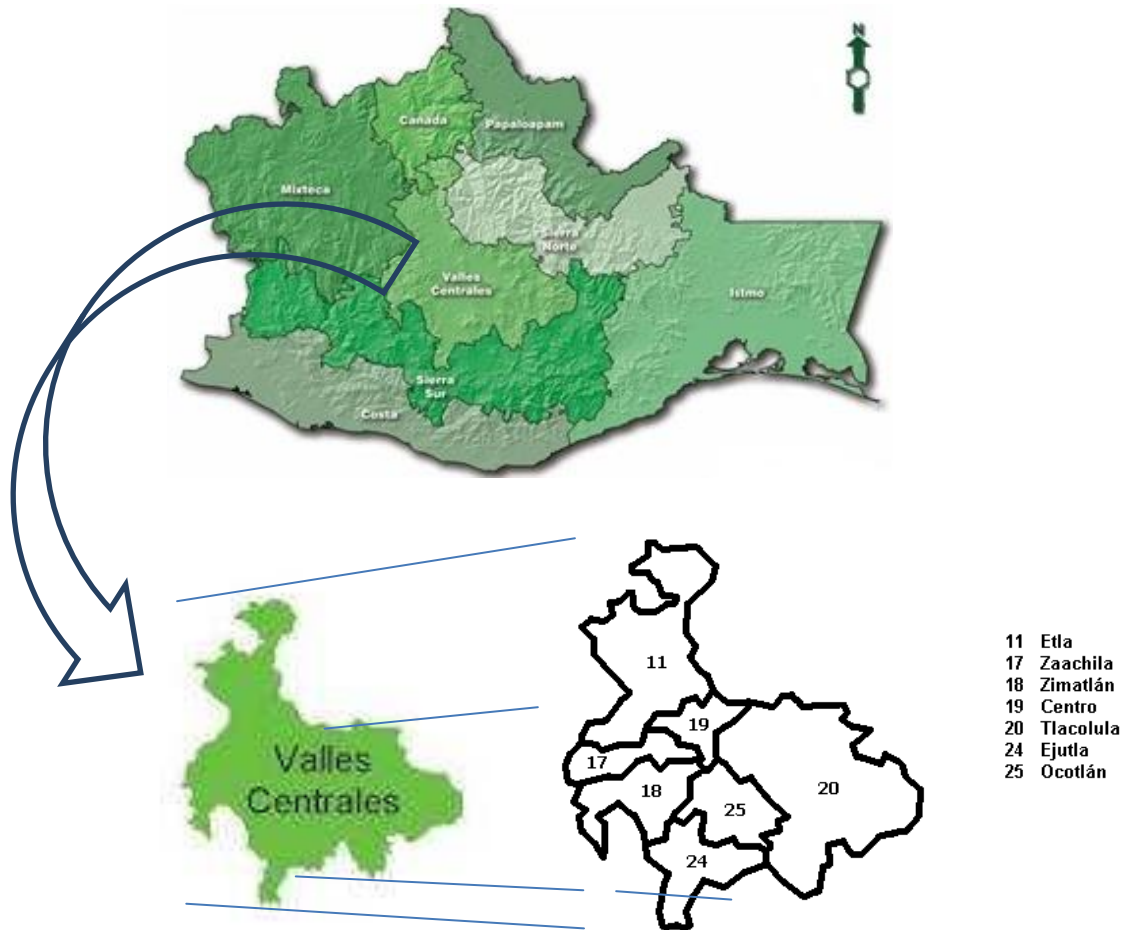 N
Cañada
Papaloapam
Mixteca
Sierra
Norte
Valles
Centrales
Istmo
Sierra
Sur
Costa
Valles
Centrales
11
19
17
18
20
25
24
11 Etla
17 Zaachila
18 Zimatlán
19 Centro
20 Tlacolula
24 Ejutla
25 Ocotlán